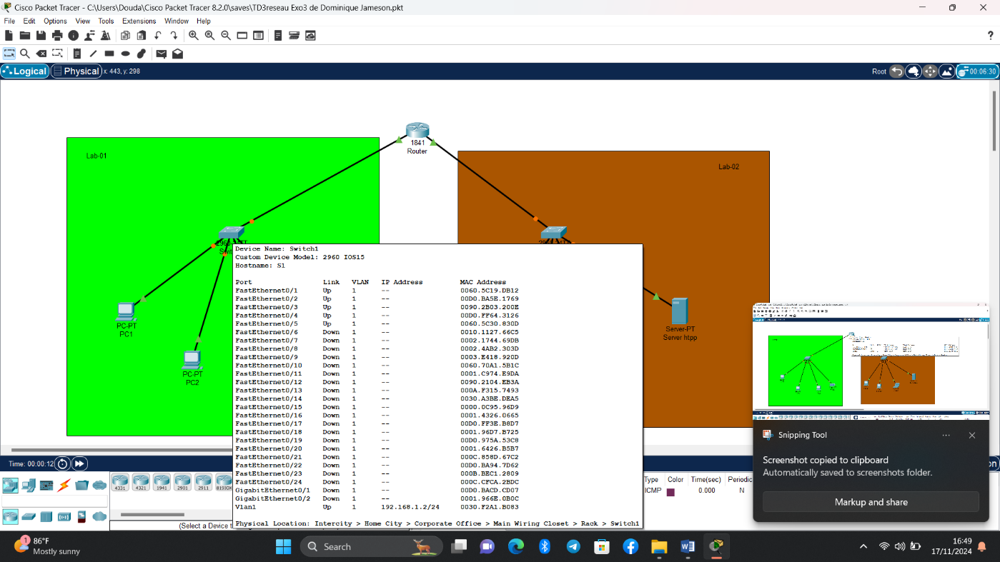 Cisco Packet Tracer - C:\Users\Douda\Cisco Packet Tracer 8.2.0\saves\TD3reseau Exo3 de Dominique Jameson.pkt
File Edit Options View Tools Extensions Window Help
?
Logical Physical x: 443, y: 298 Root 00:06:30
Lab-01
1841
Router
Lab-02
PC-PT
PC1
PC-PT
PC2
Server-PT
Server htpp
Device Name: Switch1
Custom Device Model: 2960 IOS15
Hostname: S1
Port Link VLAN IP Address MAC Address
FastEthernet0/1 Up 1 -- 0060.5C19.DB12
FastEthernet0/2 Up 1 -- 00D0.BA5E.1769
FastEthernet0/3 Up 1 -- 0090.2B03.200E
FastEthernet0/4 Up 1 -- 00D0.FF64.3126
FastEthernet0/5 Up 1 -- 0060.5C30.830D
FastEthernet0/6 Down 1 -- 0010.1127.66C5
FastEthernet0/7 Down 1 -- 0002.1744.69DB
FastEthernet0/8 Down 1 -- 0002.4AB2.303D
FastEthernet0/9 Down 1 -- 0003.E418.920D
FastEthernet0/10 Down 1 -- 0060.70A1.5B1C
FastEthernet0/11 Down 1 -- 0001.C974.E9DA
FastEthernet0/12 Down 1 -- 0090.2104.EB3A
FastEthernet0/13 Down 1 -- 000A.F315.7493
FastEthernet0/14 Down 1 -- 0030.A3BE.DEA5
FastEthernet0/15 Down 1 -- 0000.0C95.96D9
FastEthernet0/16 Down 1 -- 0001.4326.0665
FastEthernet0/17 Down 1 -- 00D0.FF3E.B8D7
FastEthernet0/18 Down 1 -- 0001.96D7.B725
FastEthernet0/19 Down 1 -- 00D0.975A.53C8
FastEthernet0/20 Down 1 -- 0001.6426.B5B7
FastEthernet0/21 Down 1 -- 000C.858D.67C2
FastEthernet0/22 Down 1 -- 00D0.BA94.7D62
FastEthernet0/23 Down 1 -- 000B.BEC1.2809
FastEthernet0/24 Down 1 -- 000C.CFCA.2BDC
GigabitEthernet0/1 Down 1 -- 00D0.BACD.CD07
GigabitEthernet0/2 Down 1 -- 0001.966E.0B0C
Vlan1 Up 1 192.168.1.2/24 0030.F2A1.B083
Physical Location: Intercity > Home City > Corporate Office > Main Wiring Closet > Rack > Switch1
Snipping Tool
Screenshot copied to clipboard
Automatically saved to screenshots folder.
Markup and share
Time: 00:00:12
4331 4321 1941 2901 2911
Type Color Time(sec) Periodic
ICMP 0.000 N
(Select a Device t
1
86°F
Mostly sunny
Search
16:49
17/11/2024